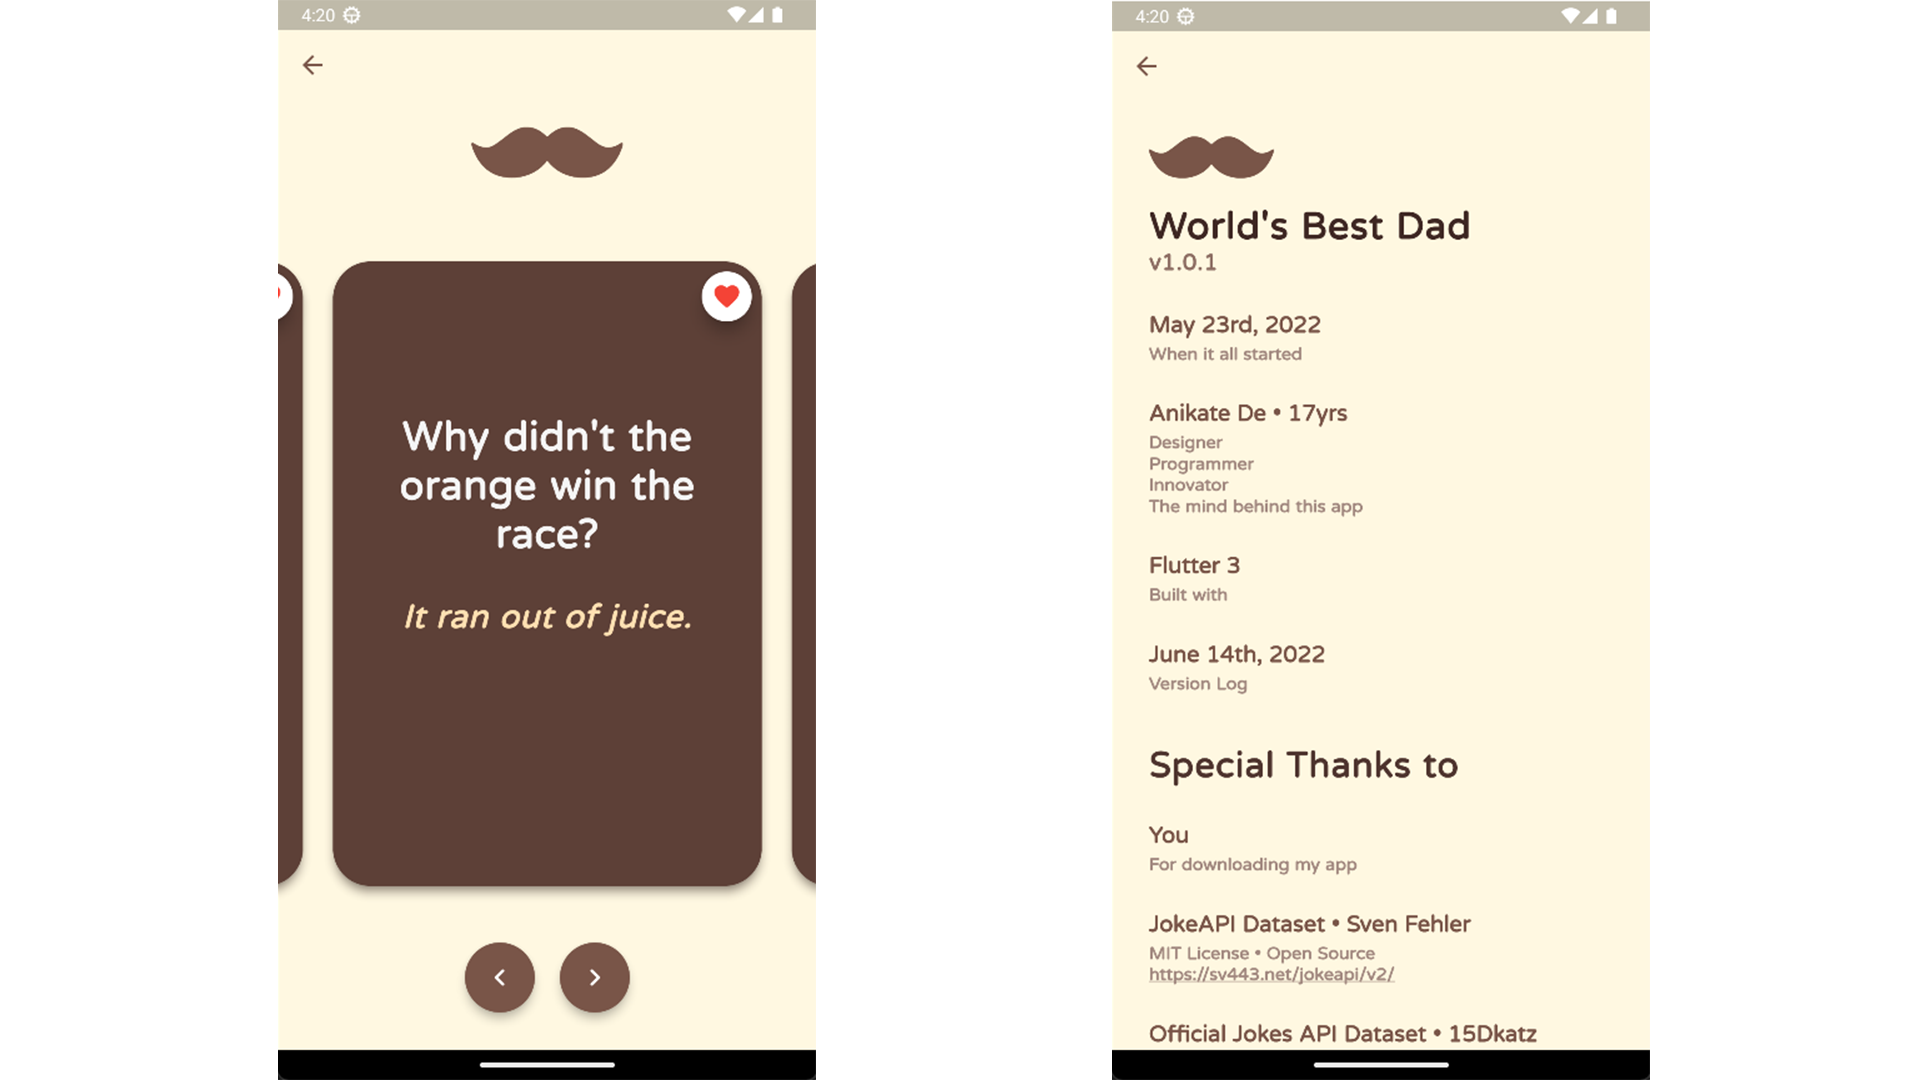 4:20
Why didn't the
orange win the
race?
It ran out of juice.
4:20
World's Best Dad
v1.0.1
May 23rd, 2022
When it all started
Anikate De • 17yrs
Designer
Programmer
Innovator
The mind behind this app
Flutter 3
Built with
June 14th, 2022
Version Log
Special Thanks to
You
For downloading my app
JokeAPI Dataset • Sven Fehler
MIT License • Open Source
https://sv443.net/jokeapi/v2/
Official Jokes API Dataset • 15Dkatz